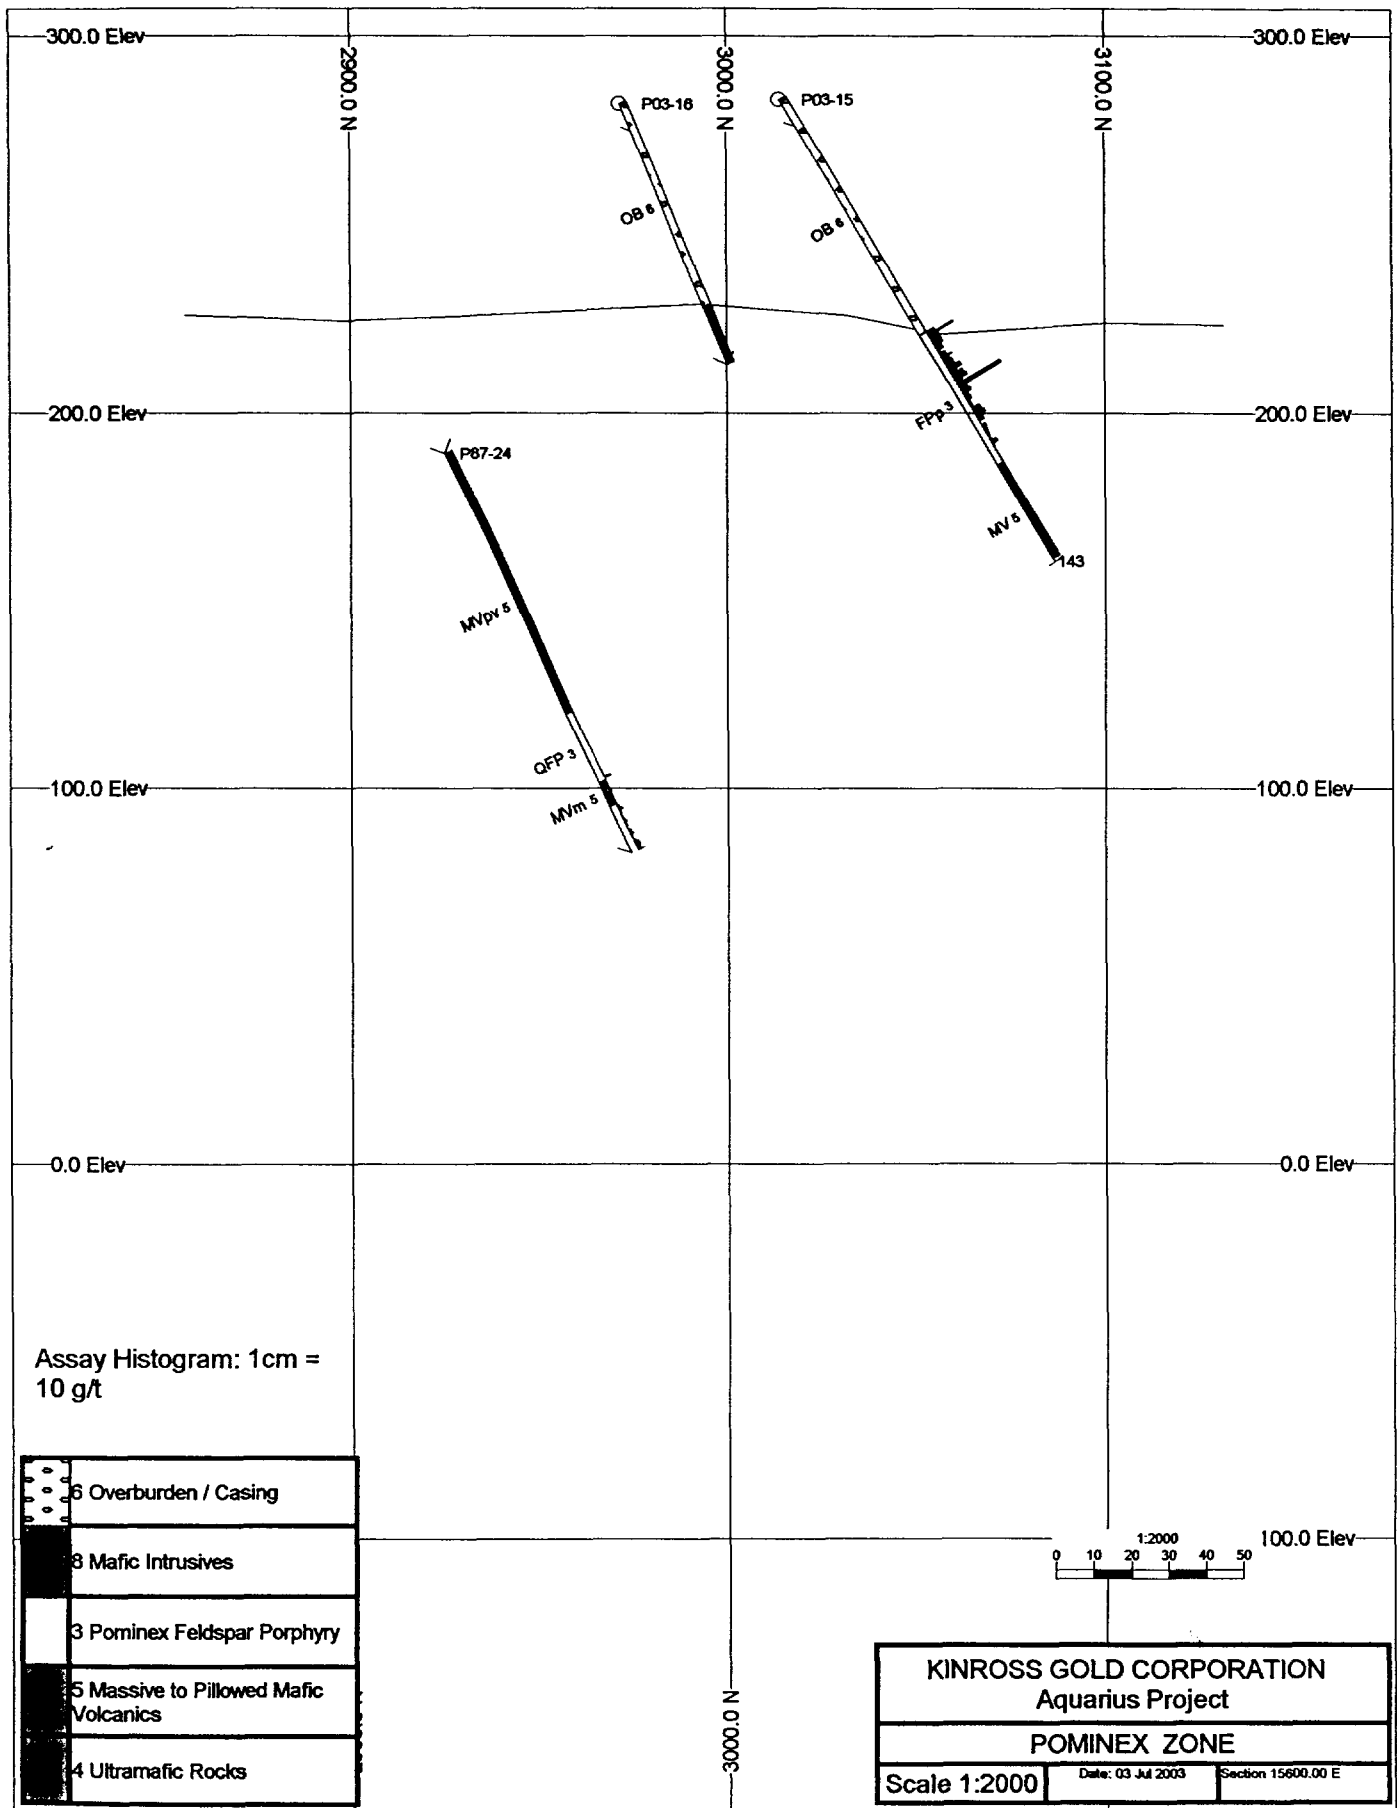 300.0 Elev
300.0 Elev
2900.0 N
3000.0 N
3100.0 N
P03-16
P03-15
OB 6
OB 6
200.0 Elev
200.0 Elev
FPp 3
P87-24
MV 5
143
MVpv 5
QFP 3
100.0 Elev
100.0 Elev
MVm 5
0.0 Elev
0.0 Elev
Assay Histogram: 1cm =
10 g/t
6 Overburden / Casing
8 Mafic Intrusives
3 Pominex Feldspar Porphyry
5 Massive to Pillowed Mafic
Volcanics
4 Ultramafic Rocks
1:2000
0 10 20 30 40 50
100.0 Elev
3000.0 N
KINROSS GOLD CORPORATION
Aquarius Project
POMINEX ZONE
Scale 1:2000
Date: 03 Jul 2003
Section 15600.00 E